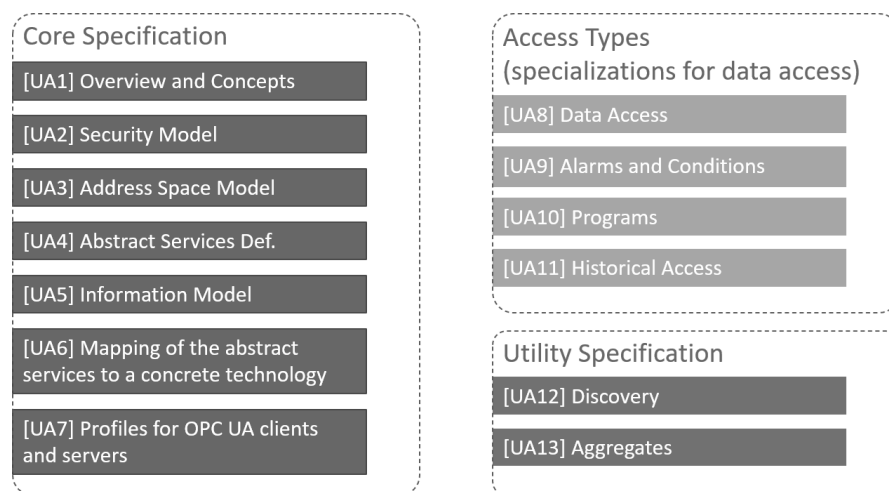 Core Specification
[UA1] Overview and Concepts
[UA2] Security Model
[UA3] Address Space Model
[UA4] Abstract Services Def.
[UA5] Information Model
[UA6] Mapping of the abstract
services to a concrete technology
[UA7] Profiles for OPC UA clients
and servers
Access Types
(specializations for data access)
[UA8] Data Access
[UA9] Alarms and Conditions
[UA10] Programs
[UA11] Historical Access
Utility Specification
[UA12] Discovery
[UA13] Aggregates